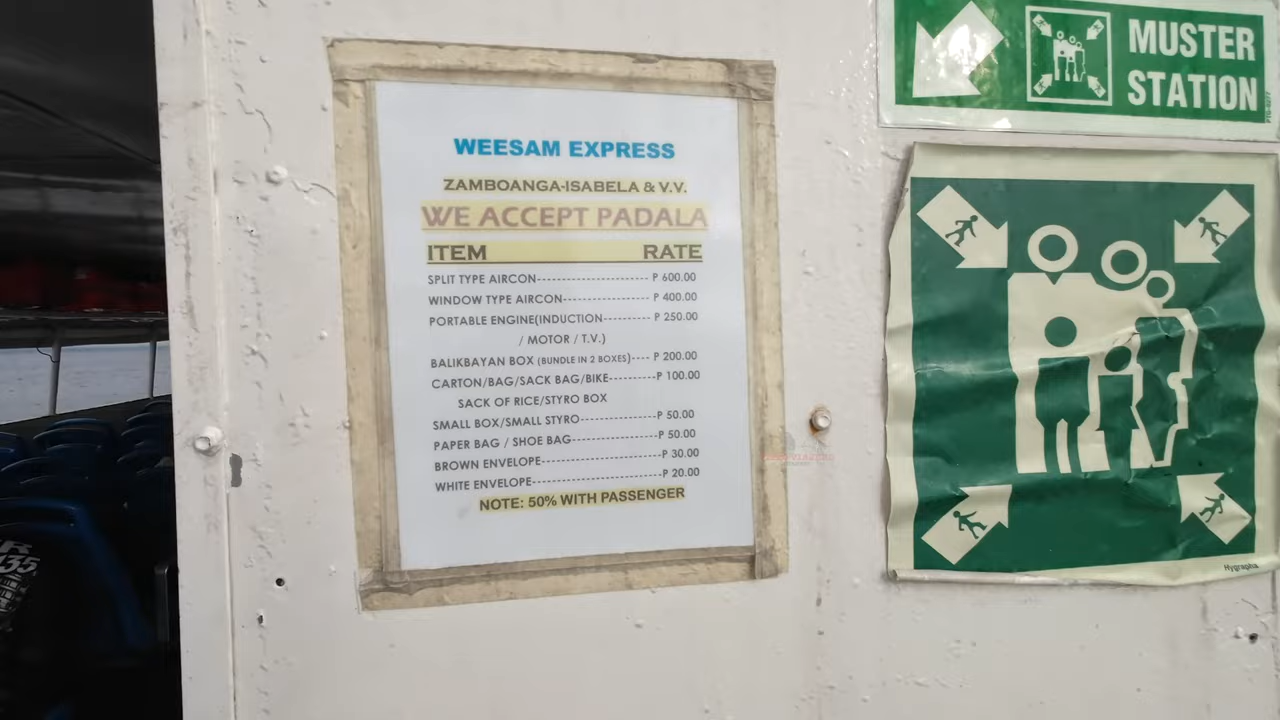 WEESAM EXPRESS
ZAMBOANGA-ISABELA & V.V.
WE ACCEPT PADALA
ITEM RATE
SPLIT TYPE AIRCON------------------------- P 600.00
WINDOW TYPE AIRCON-------------------- P 400.00
PORTABLE ENGINE(INDUCTION---------- P 250.00
/ MOTOR / T.V.)
BALIKBAYAN BOX (BUNDLE IN 2 BOXES)---- P 200.00
CARTON/BAG/SACK BAG/BIKE----------P 100.00
SACK OF RICE/STYRO BOX
SMALL BOX/SMALL STYRO-----------------P 50.00
PAPER BAG / SHOE BAG-------------------P 50.00
BROWN ENVELOPE--------------------------P 30.00
WHITE ENVELOPE----------------------------P 20.00
NOTE: 50% WITH PASSENGER
MUSTER
STATION
Hygrapha
R
135